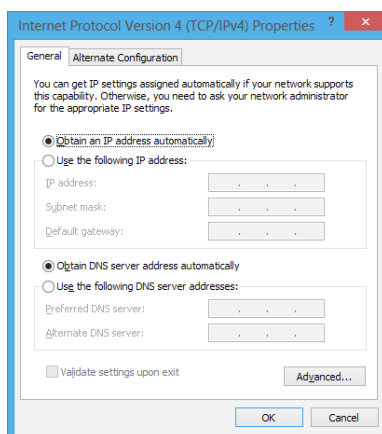 Internet Protocol Version 4 (TCP/IPv4) Properties ? ×
General Alternate Configuration
You can get IP settings assigned automatically if your network supports
this capability. Otherwise, you need to ask your network administrator
for the appropriate IP settings.
Obtain an IP address automatically
Use the following IP address:
IP address:
Subnet mask:
Default gateway:
Obtain DNS server address automatically
Use the following DNS server addresses:
Preferred DNS server:
Alternate DNS server:
Validate settings upon exit
Advanced...
OK Cancel